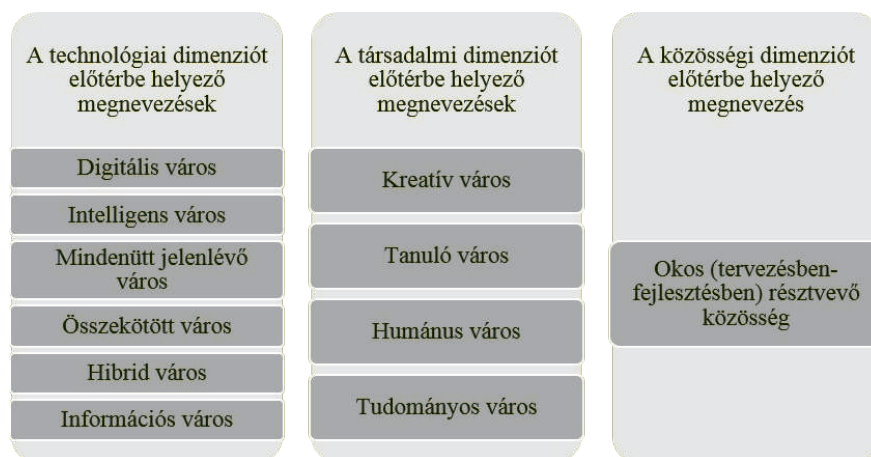 A technológiai dimenziót
előtérbe helyező
megnevezések
Digitális város
Intelligens város
Mindenütt jelenlévő
város
Összekötött város
Hibrid város
Információs város
A társadalmi dimenziót
előtérbe helyező
megnevezések
Kreatív város
Tanuló város
Humánus város
Tudományos város
A közösségi dimenziót
előtérbe helyező
megnevezés
Okos (tervezésben-
fejlesztésben) résztvevő
közösség